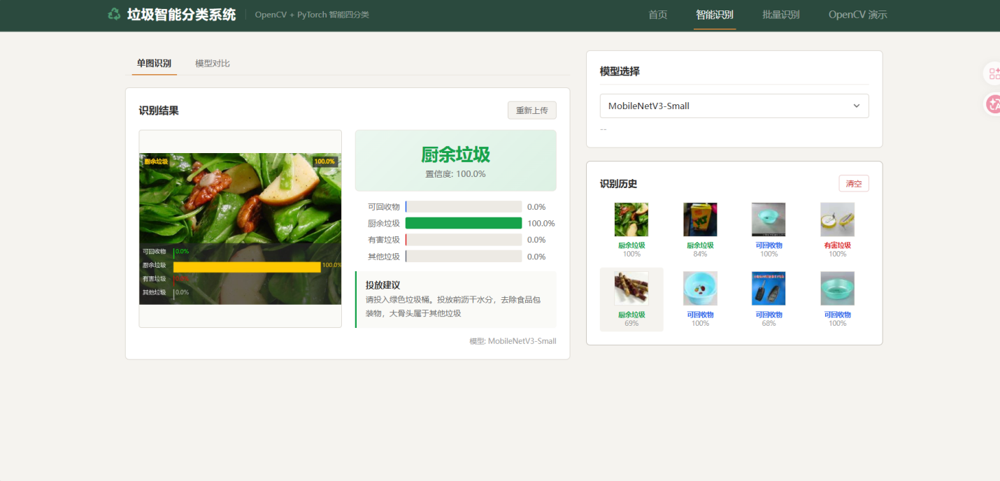 垃圾智能分类系统
OpenCV + PyTorch 智能四分类
首页
智能识别
批量识别
OpenCV 演示
单图识别
模型对比
识别结果
重新上传
厨余垃圾
100.0%
可回收物
0.0%
厨余垃圾
100.0%
有害垃圾
0.0%
其他垃圾
0.0%
厨余垃圾
置信度: 100.0%
可回收物
0.0%
厨余垃圾
100.0%
有害垃圾
0.0%
其他垃圾
0.0%
投放建议
请投入绿色垃圾桶。投放前沥干水分，去除食品包
装物，大骨头属于其他垃圾
模型: MobileNetV3-Small
模型选择
MobileNetV3-Small
--
识别历史
清空
厨余垃圾
100%
厨余垃圾
84%
可回收物
100%
有害垃圾
100%
厨余垃圾
69%
可回收物
100%
可回收物
68%
可回收物
100%